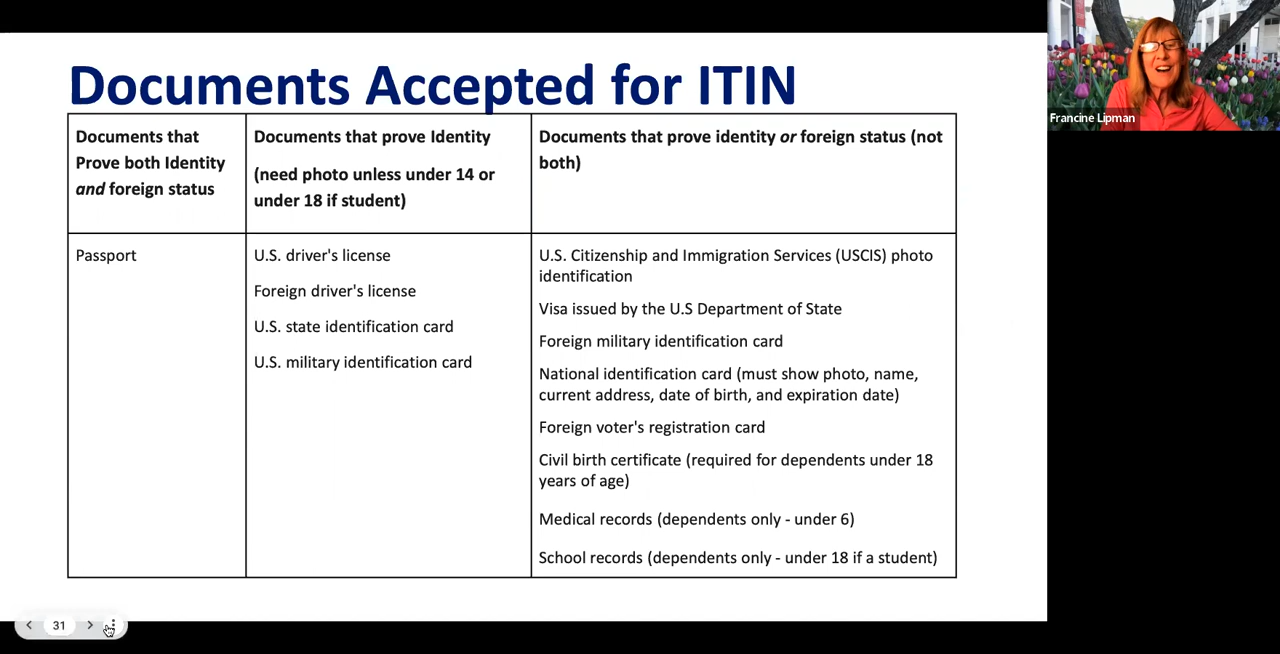 Documents Accepted for ITIN
Documents that
Prove both Identity
and foreign status
Documents that prove Identity
(need photo unless under 14 or
under 18 if student)
Documents that prove identity or foreign status (not
both)
Passport
U.S. driver's license
Foreign driver's license
U.S. state identification card
U.S. military identification card
U.S. Citizenship and Immigration Services (USCIS) photo
identification
Visa issued by the U.S Department of State
Foreign military identification card
National identification card (must show photo, name,
current address, date of birth, and expiration date)
Foreign voter's registration card
Civil birth certificate (required for dependents under 18
years of age)
Medical records (dependents only - under 6)
School records (dependents only - under 18 if a student)
Francine Lipman
31